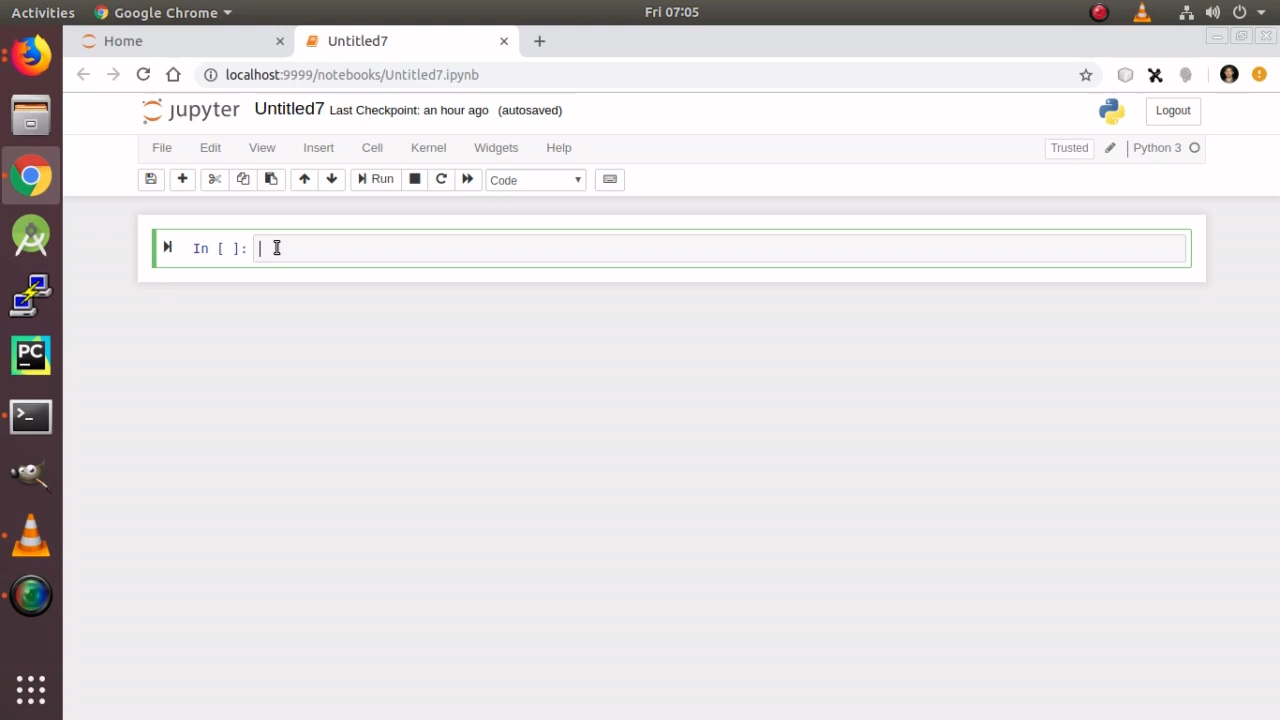 Activities Google Chrome Fri 07:05
Home Untitled7
localhost:9999/notebooks/Untitled7.ipynb
jupyter Untitled7 Last Checkpoint: an hour ago (autosaved) Logout
File Edit View Insert Cell Kernel Widgets Help Trusted Python 3
Run Code
In [ ]:
PC